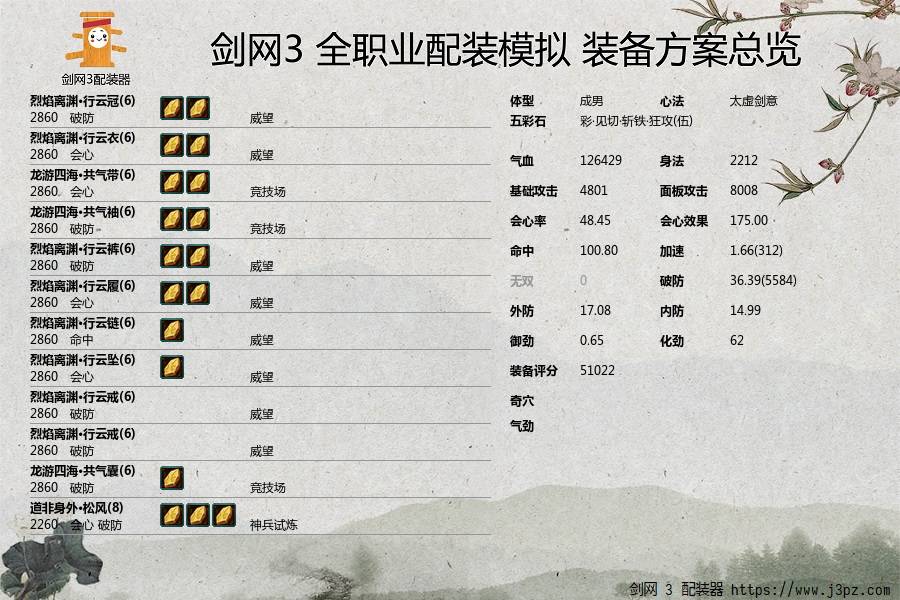 剑网3 全职业配装模拟 装备方案总览
剑网3配装器
烈焰离渊·行云冠(6)
2860 破防 威望
烈焰离渊·行云衣(6)
2860 会心 威望
龙游四海·共气带(6)
2860 会心 竞技场
龙游四海·共气袖(6)
2860 破防 竞技场
烈焰离渊·行云裤(6)
2860 破防 威望
烈焰离渊·行云履(6)
2860 会心 威望
烈焰离渊·行云链(6)
2860 命中 威望
烈焰离渊·行云坠(6)
2860 会心 威望
烈焰离渊·行云戒(6)
2860 破防 威望
烈焰离渊·行云戒(6)
2860 破防 威望
龙游四海·共气囊(6)
2860 破防 竞技场
道非身外·松风(8)
2260 会心 破防 神兵试炼
体型 成男 心法 太虚剑意
五彩石 彩·见切·斩铁·狂攻(伍)
气血 126429 身法 2212
基础攻击 4801 面板攻击 8008
会心率 48.45 会心效果 175.00
命中 100.80 加速 1.66(312)
无双 0 破防 36.39(5584)
外防 17.08 内防 14.99
御劲 0.65 化劲 62
装备评分 51022
奇穴
气劲
剑网 3 配装器 https://www.j3pz.com/